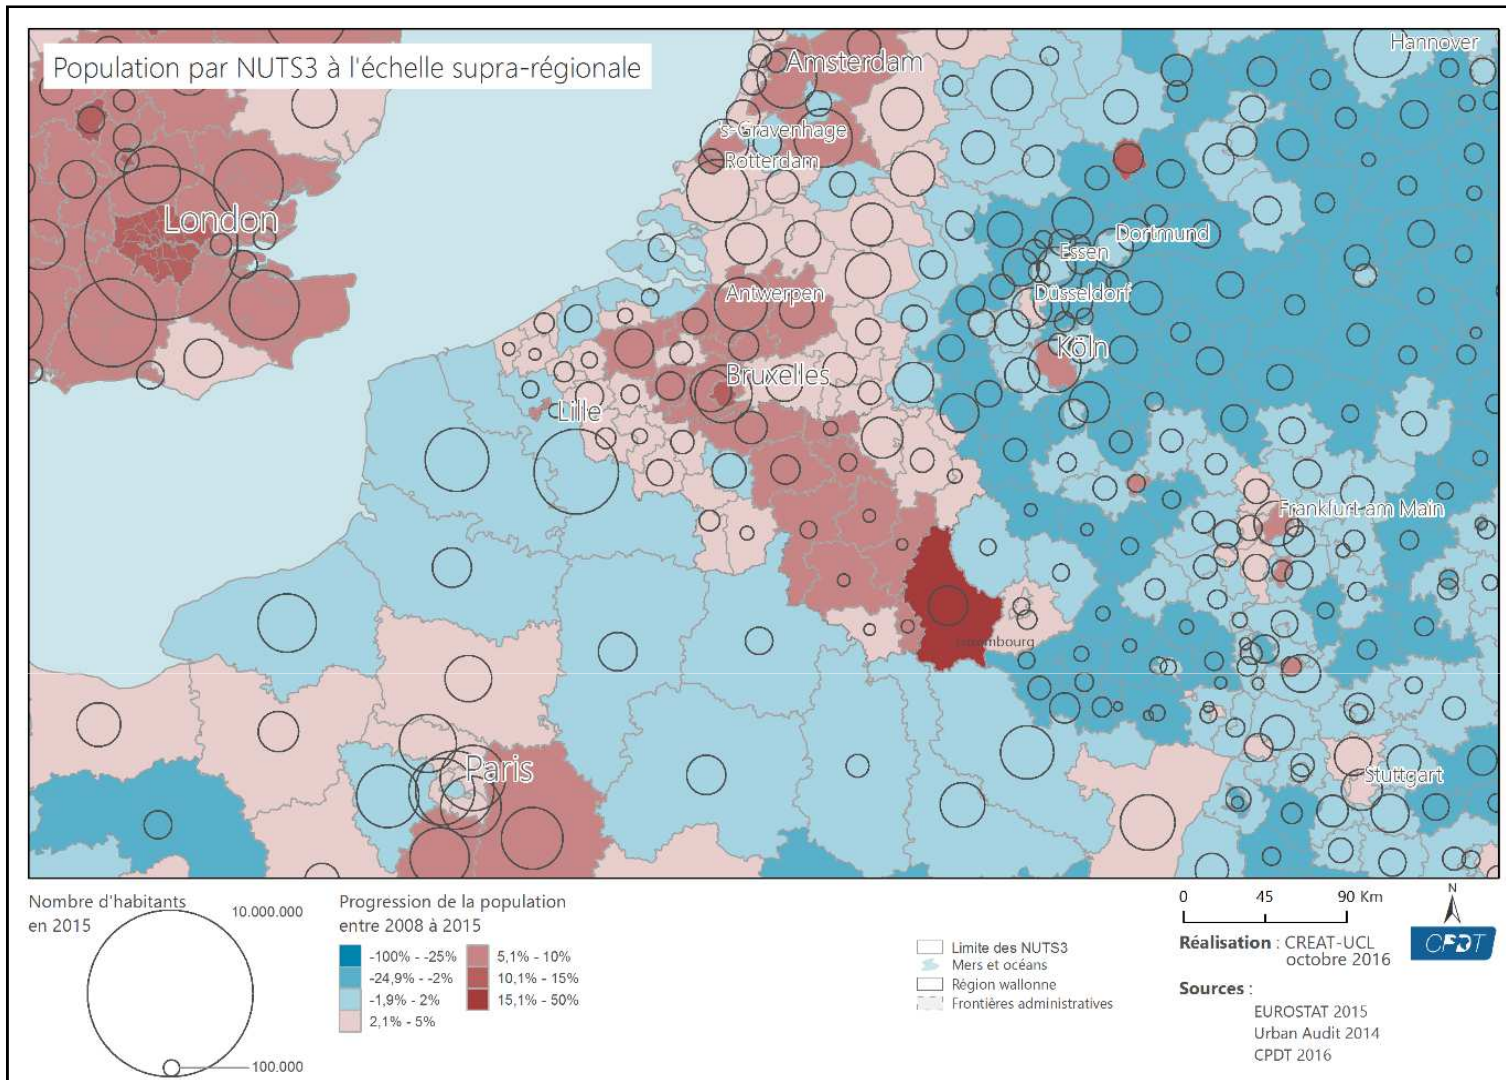 Population par NUTS3 à l'échelle supra-régionale
Hannover
Amsterdam
's-Gravenhage
Rotterdam
London
Dortmund
Essen
Antwerpen
Düsseldorf
Köln
Bruxelles
Lille
Frankfurt am Main
Luxembourg
Paris
Stuttgart
Nombre d'habitants
en 2015
10.000.000
100.000
Progression de la population
entre 2008 à 2015
-100% - -25%
-24,9% - -2%
-1,9% - 2%
2,1% - 5%
5,1% - 10%
10,1% - 15%
15,1% - 50%
Limite des NUTS3
Mers et océans
Région wallonne
Frontières administratives
0 45 90 Km
N
Réalisation : CREAT-UCL
octobre 2016
CPDT
Sources :
EUROSTAT 2015
Urban Audit 2014
CPDT 2016